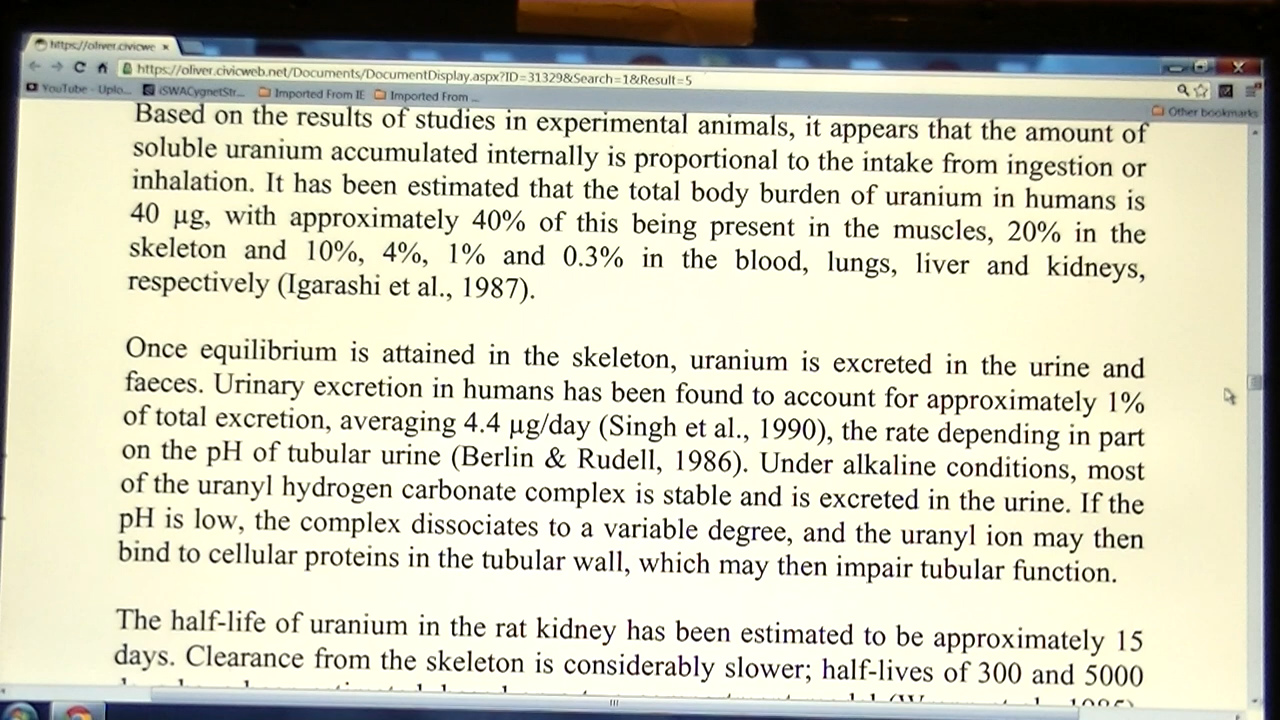 https://oliver.civicwe
https://oliver.civicweb.net/Documents/DocumentDisplay.aspx?ID=31329&Search=1&Result=5
YouTube - Uplo... iSWACygnetStr... Imported From IE Imported From ...
Other bookmarks
Based on the results of studies in experimental animals, it appears that the amount of
soluble uranium accumulated internally is proportional to the intake from ingestion or
inhalation. It has been estimated that the total body burden of uranium in humans is
40 µg, with approximately 40% of this being present in the muscles, 20% in the
skeleton and 10%, 4%, 1% and 0.3% in the blood, lungs, liver and kidneys,
respectively (Igarashi et al., 1987).
Once equilibrium is attained in the skeleton, uranium is excreted in the urine and
faeces. Urinary excretion in humans has been found to account for approximately 1%
of total excretion, averaging 4.4 µg/day (Singh et al., 1990), the rate depending in part
on the pH of tubular urine (Berlin & Rudell, 1986). Under alkaline conditions, most
of the uranyl hydrogen carbonate complex is stable and is excreted in the urine. If the
pH is low, the complex dissociates to a variable degree, and the uranyl ion may then
bind to cellular proteins in the tubular wall, which may then impair tubular function.
The half-life of uranium in the rat kidney has been estimated to be approximately 15
days. Clearance from the skeleton is considerably slower; half-lives of 300 and 5000